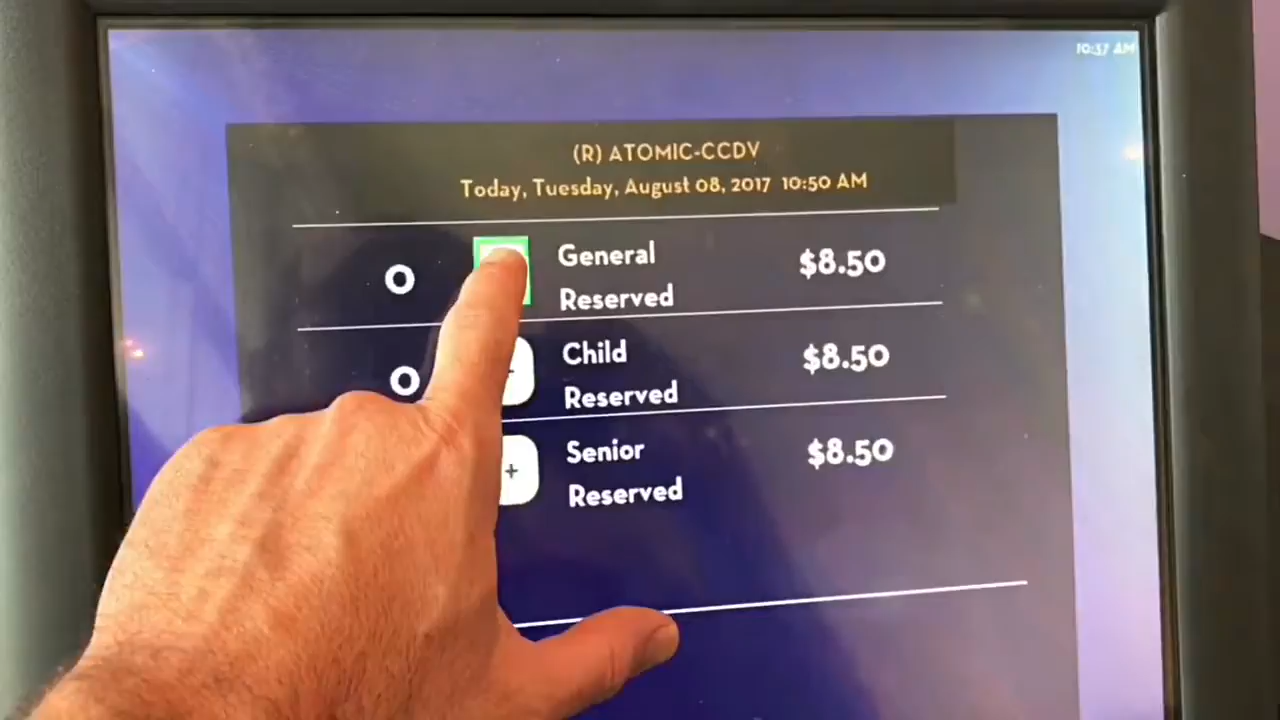 10:37 AM
(R) ATOMIC-CCDV
Today, Tuesday, August 08, 2017 10:50 AM
0
General
Reserved
$8.50
0
Child
Reserved
$8.50
+
Senior
Reserved
$8.50